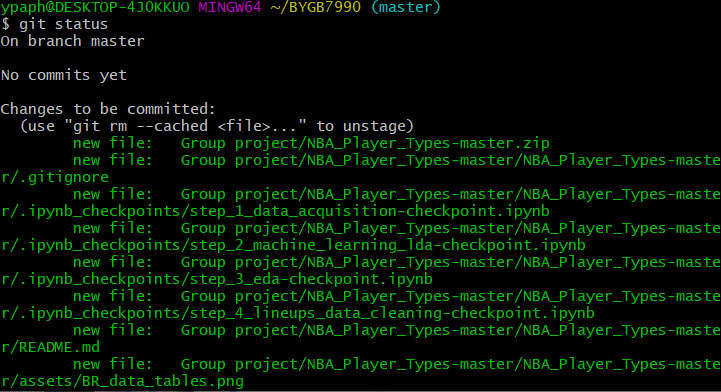 ypaph@DESKTOP-4JOKKUO MINGW64 ~/BYGB7990 (master)
$ git status
On branch master
No commits yet
Changes to be committed:
  (use "git rm --cached <file>..." to unstage)
        new file:   Group project/NBA_Player_Types-master.zip
        new file:   Group project/NBA_Player_Types-master/NBA_Player_Types-maste
r/.gitignore
        new file:   Group project/NBA_Player_Types-master/NBA_Player_Types-maste
r/.ipynb_checkpoints/step_1_data_acquisition-checkpoint.ipynb
        new file:   Group project/NBA_Player_Types-master/NBA_Player_Types-maste
r/.ipynb_checkpoints/step_2_machine_learning_lda-checkpoint.ipynb
        new file:   Group project/NBA_Player_Types-master/NBA_Player_Types-maste
r/.ipynb_checkpoints/step_3_eda-checkpoint.ipynb
        new file:   Group project/NBA_Player_Types-master/NBA_Player_Types-maste
r/.ipynb_checkpoints/step_4_lineups_data_cleaning-checkpoint.ipynb
        new file:   Group project/NBA_Player_Types-master/NBA_Player_Types-maste
r/README.md
        new file:   Group project/NBA_Player_Types-master/NBA_Player_Types-maste
r/assets/BR_data_tables.png